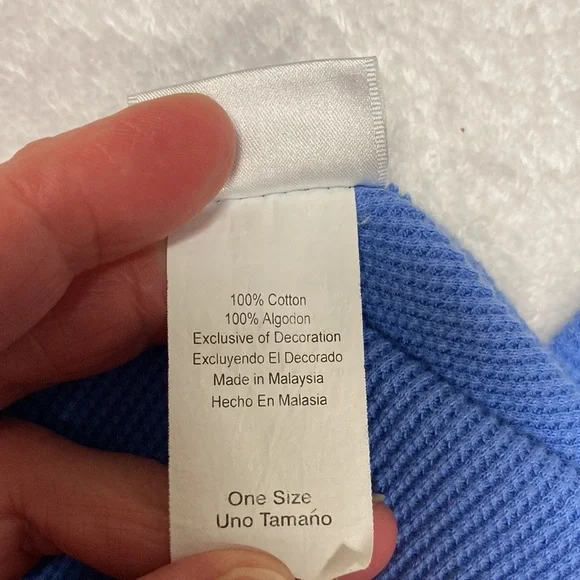 100% Cotton
100% Algodon
Exclusive of Decoration
Excluyendo El Decorado
Made in Malaysia
Hecho En Malasia
One Size
Uno Tamaño